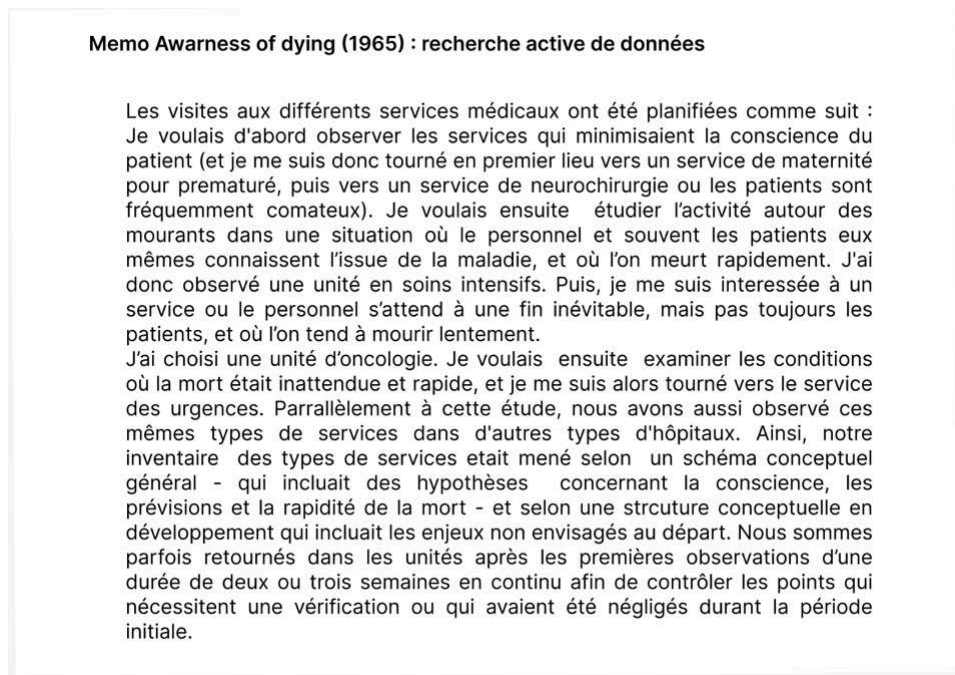 Memo Awarness of dying (1965) : recherche active de données
Les visites aux différents services médicaux ont été planifiées comme suit :
Je voulais d'abord observer les services qui minimisaient la conscience du
patient (et je me suis donc tourné en premier lieu vers un service de maternité
pour prematuré, puis vers un service de neurochirurgie ou les patients sont
fréquemment comateux). Je voulais ensuite étudier l’activité autour des
mourants dans une situation où le personnel et souvent les patients eux
mêmes connaissent l’issue de la maladie, et où l’on meurt rapidement. J'ai
donc observé une unité en soins intensifs. Puis, je me suis interessée à un
service ou le personnel s’attend à une fin inévitable, mais pas toujours les
patients, et où l’on tend à mourir lentement.
J’ai choisi une unité d’oncologie. Je voulais ensuite examiner les conditions
où la mort était inattendue et rapide, et je me suis alors tourné vers le service
des urgences. Parrallèlement à cette étude, nous avons aussi observé ces
mêmes types de services dans d'autres types d'hôpitaux. Ainsi, notre
inventaire des types de services etait mené selon un schéma conceptuel
général - qui incluait des hypothèses concernant la conscience, les
prévisions et la rapidité de la mort - et selon une strcuture conceptuelle en
développement qui incluait les enjeux non envisagés au départ. Nous sommes
parfois retournés dans les unités après les premières observations d’une
durée de deux ou trois semaines en continu afin de contrôler les points qui
nécessitent une vérification ou qui avaient été négligés durant la période
initiale.